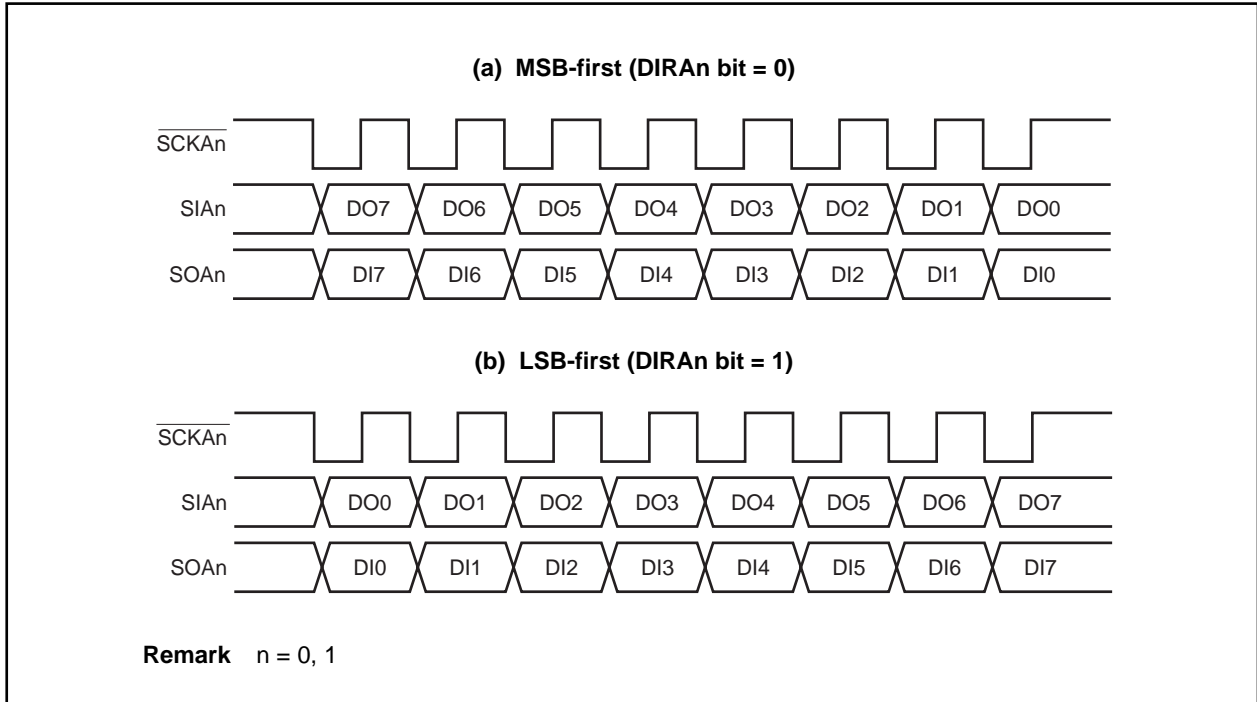 (a) MSB-first (DIRAn bit = 0)
SCKAn
SIAn DO7 DO6 DO5 DO4 DO3 DO2 DO1 DO0
SOAn DI7 DI6 DI5 DI4 DI3 DI2 DI1 DI0
(b) LSB-first (DIRAn bit = 1)
SCKAn
SIAn DO0 DO1 DO2 DO3 DO4 DO5 DO6 DO7
SOAn DI0 DI1 DI2 DI3 DI4 DI5 DI6 DI7
Remark n = 0, 1